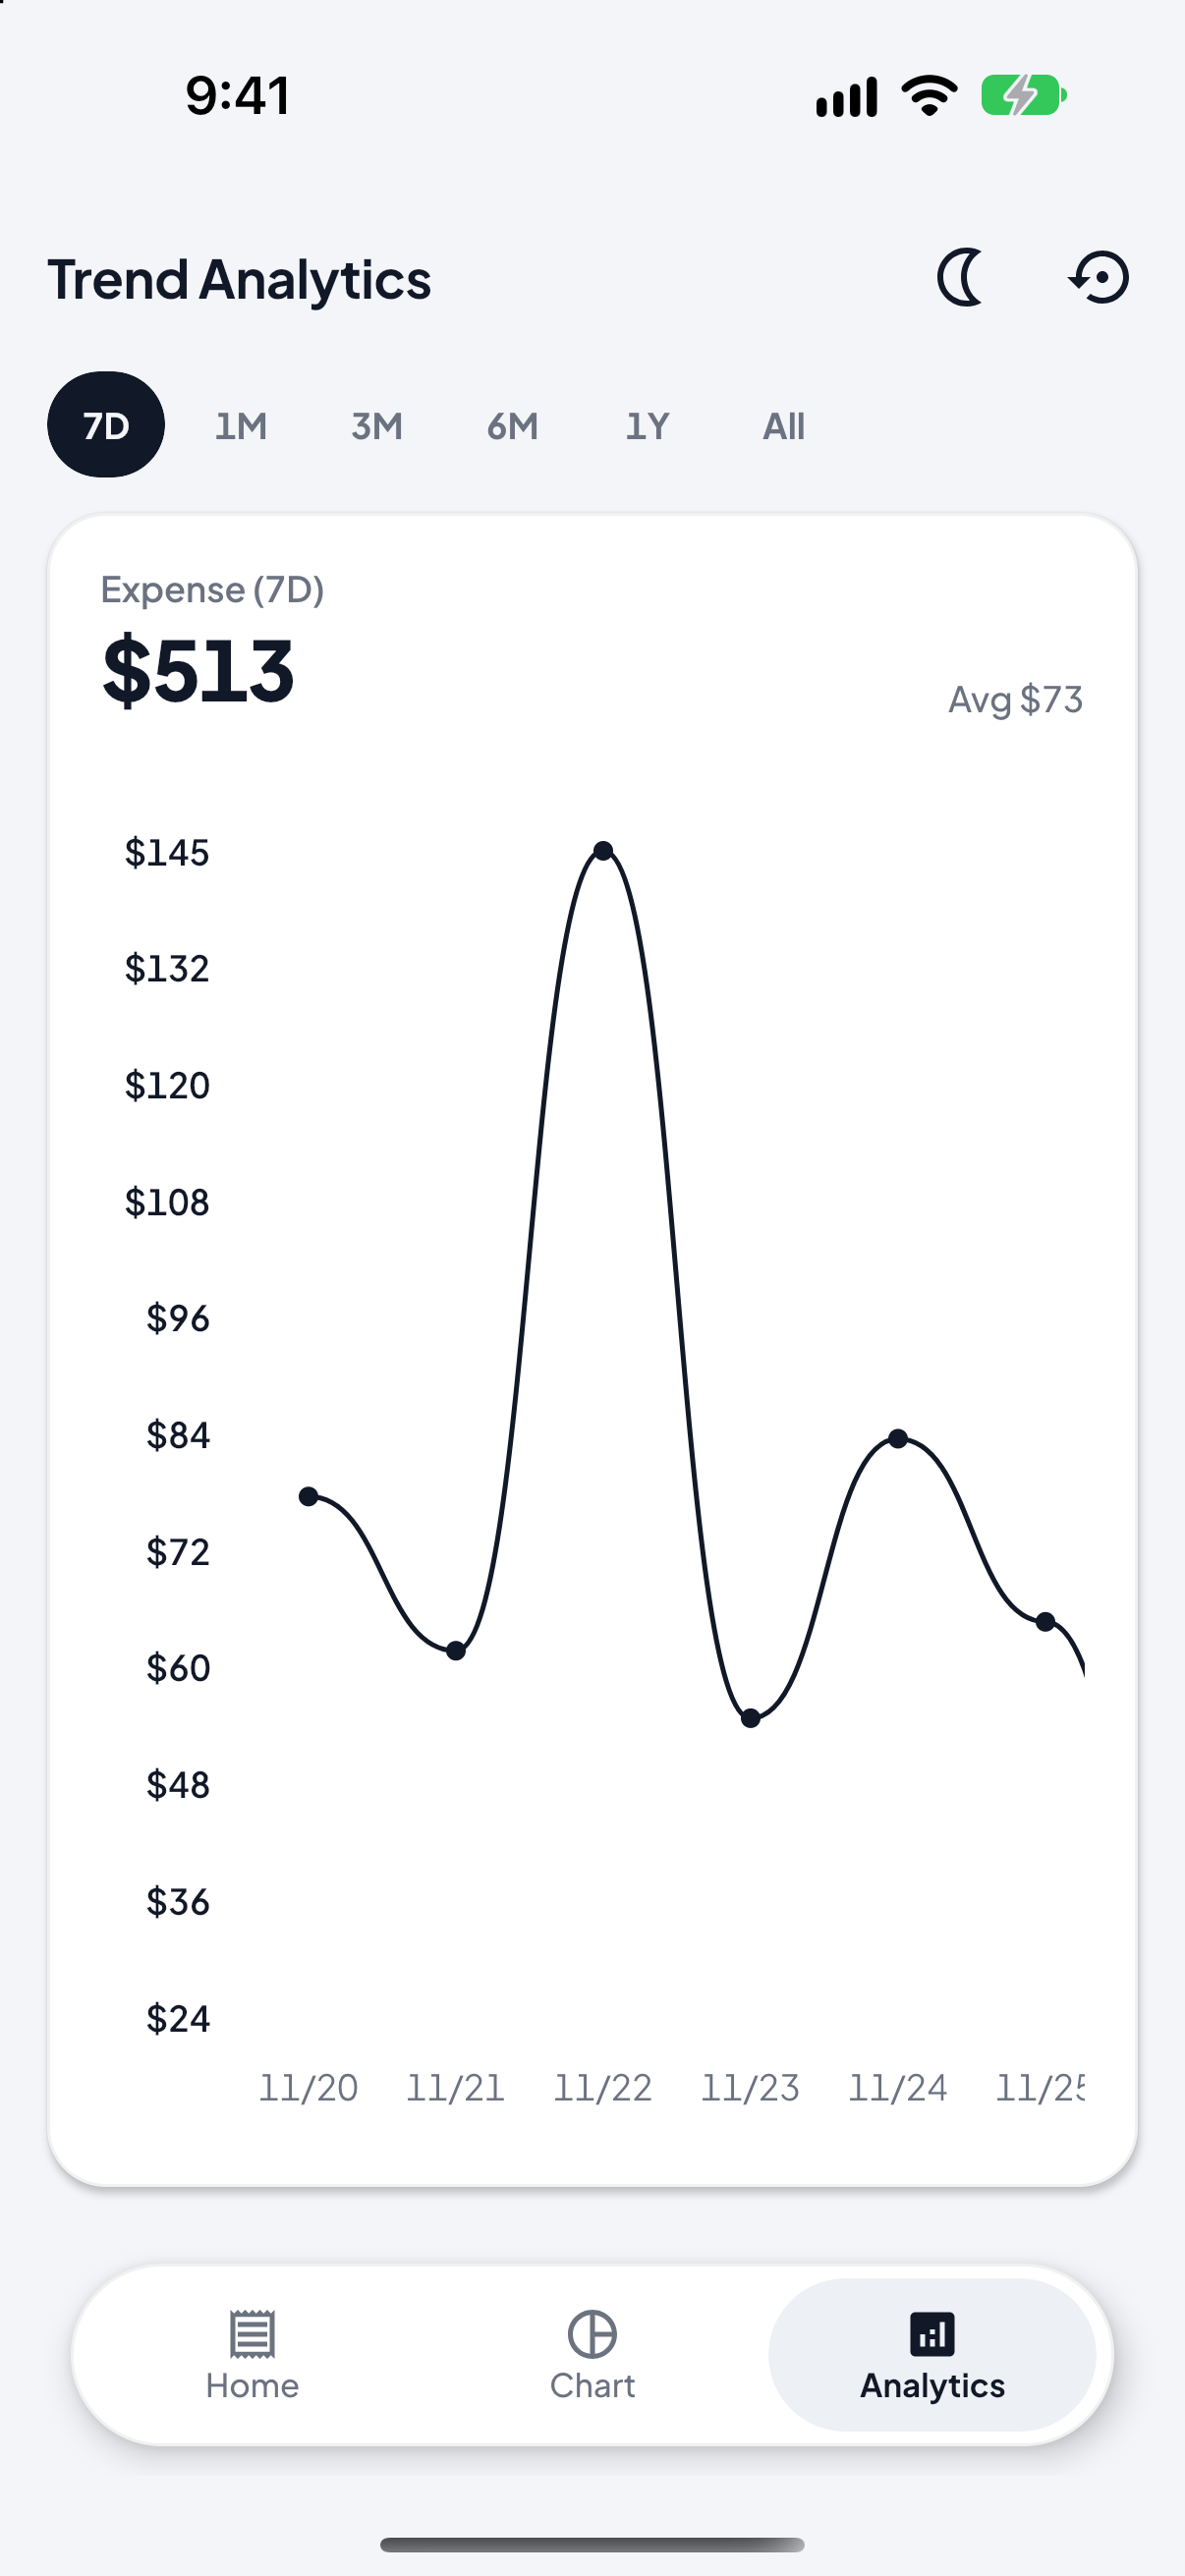 9:41
Trend Analytics
7D 1M 3M 6M 1Y All
Expense (7D)
$513
Avg $73
$145
$132
$120
$108
$96
$84
$72
$60
$48
$36
$24
11/20 11/21 11/22 11/23 11/24 11/25
Home Chart Analytics